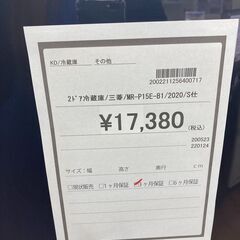 KD/冷蔵庫 その他
2002211256400717
2ﾄﾞｱ冷蔵庫/三菱/MR-P15E-B1/2020/S仕
¥17,380
(税込)
200523
220124
サイズ:幅 高さ 奥行 cm
□現状販売 □1ヶ月保証 □3ヶ月保証 □6ヶ月保証